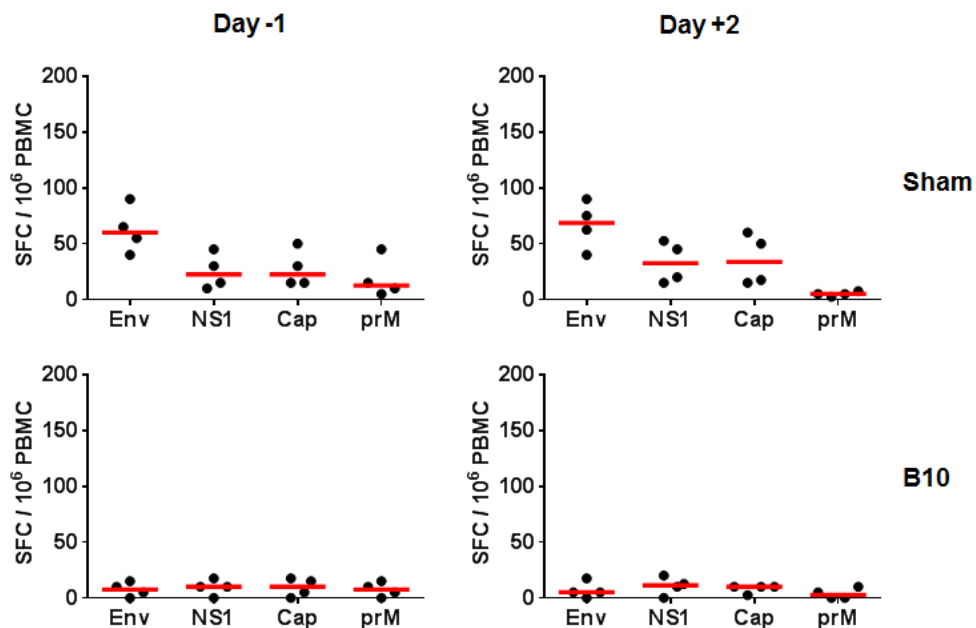 Day -1
Day +2
SFC / 10⁶ PBMC
200
150
100
50
0
Env NS1 Cap prM
SFC / 10⁶ PBMC
200
150
100
50
0
Env NS1 Cap prM
Sham
SFC / 10⁶ PBMC
200
150
100
50
0
Env NS1 Cap prM
SFC / 10⁶ PBMC
200
150
100
50
0
Env NS1 Cap prM
B10